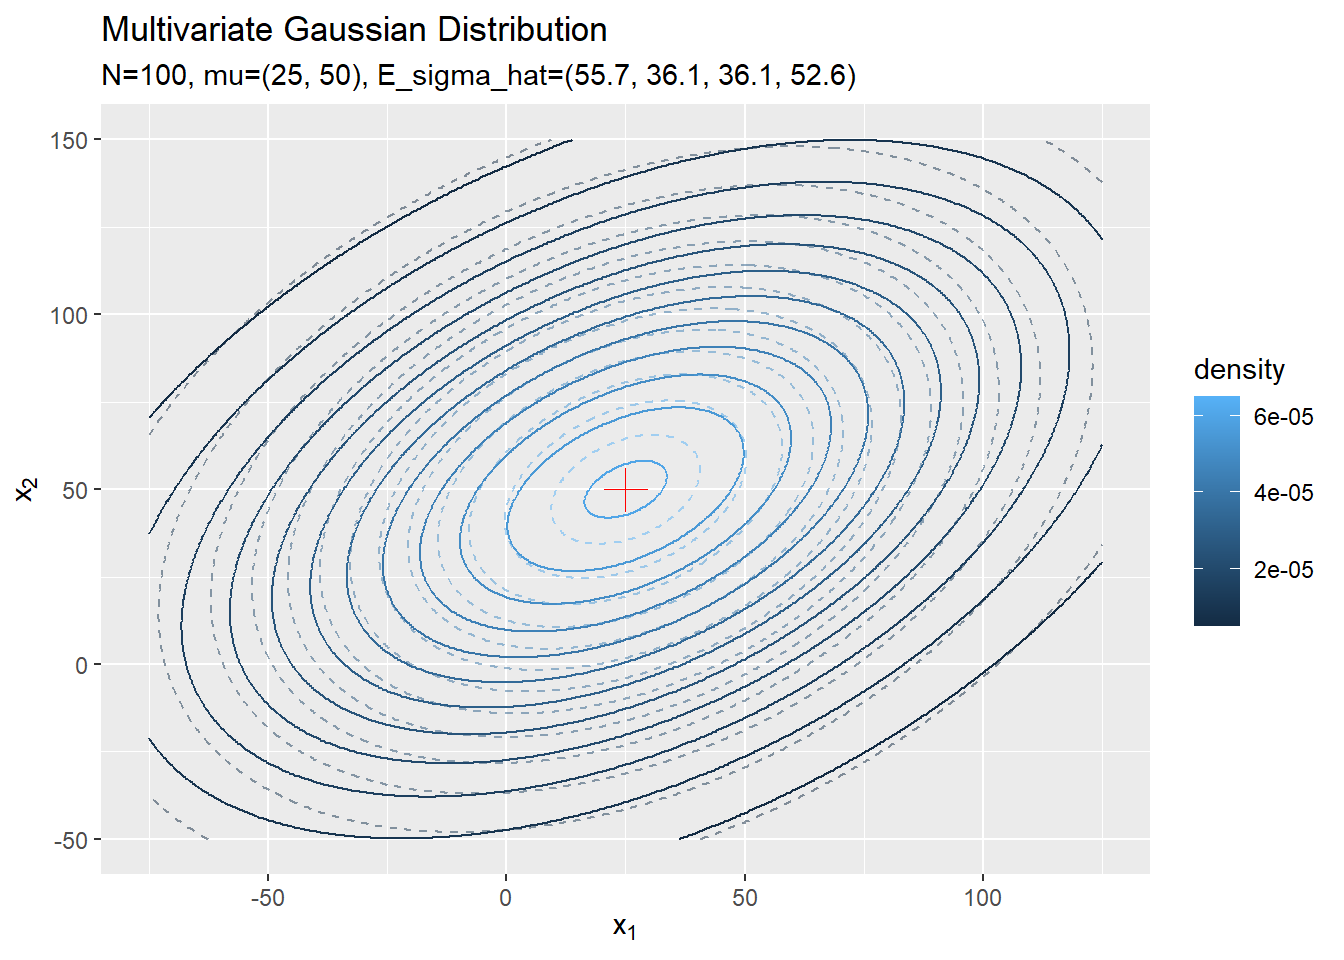 Multivariate Gaussian Distribution
N=100, mu=(25, 50), E_sigma_hat=(55.7, 36.1, 36.1, 52.6)
150
100
50
0
-50
x₂
-50
0
50
100
x₁
density
6e-05
4e-05
2e-05